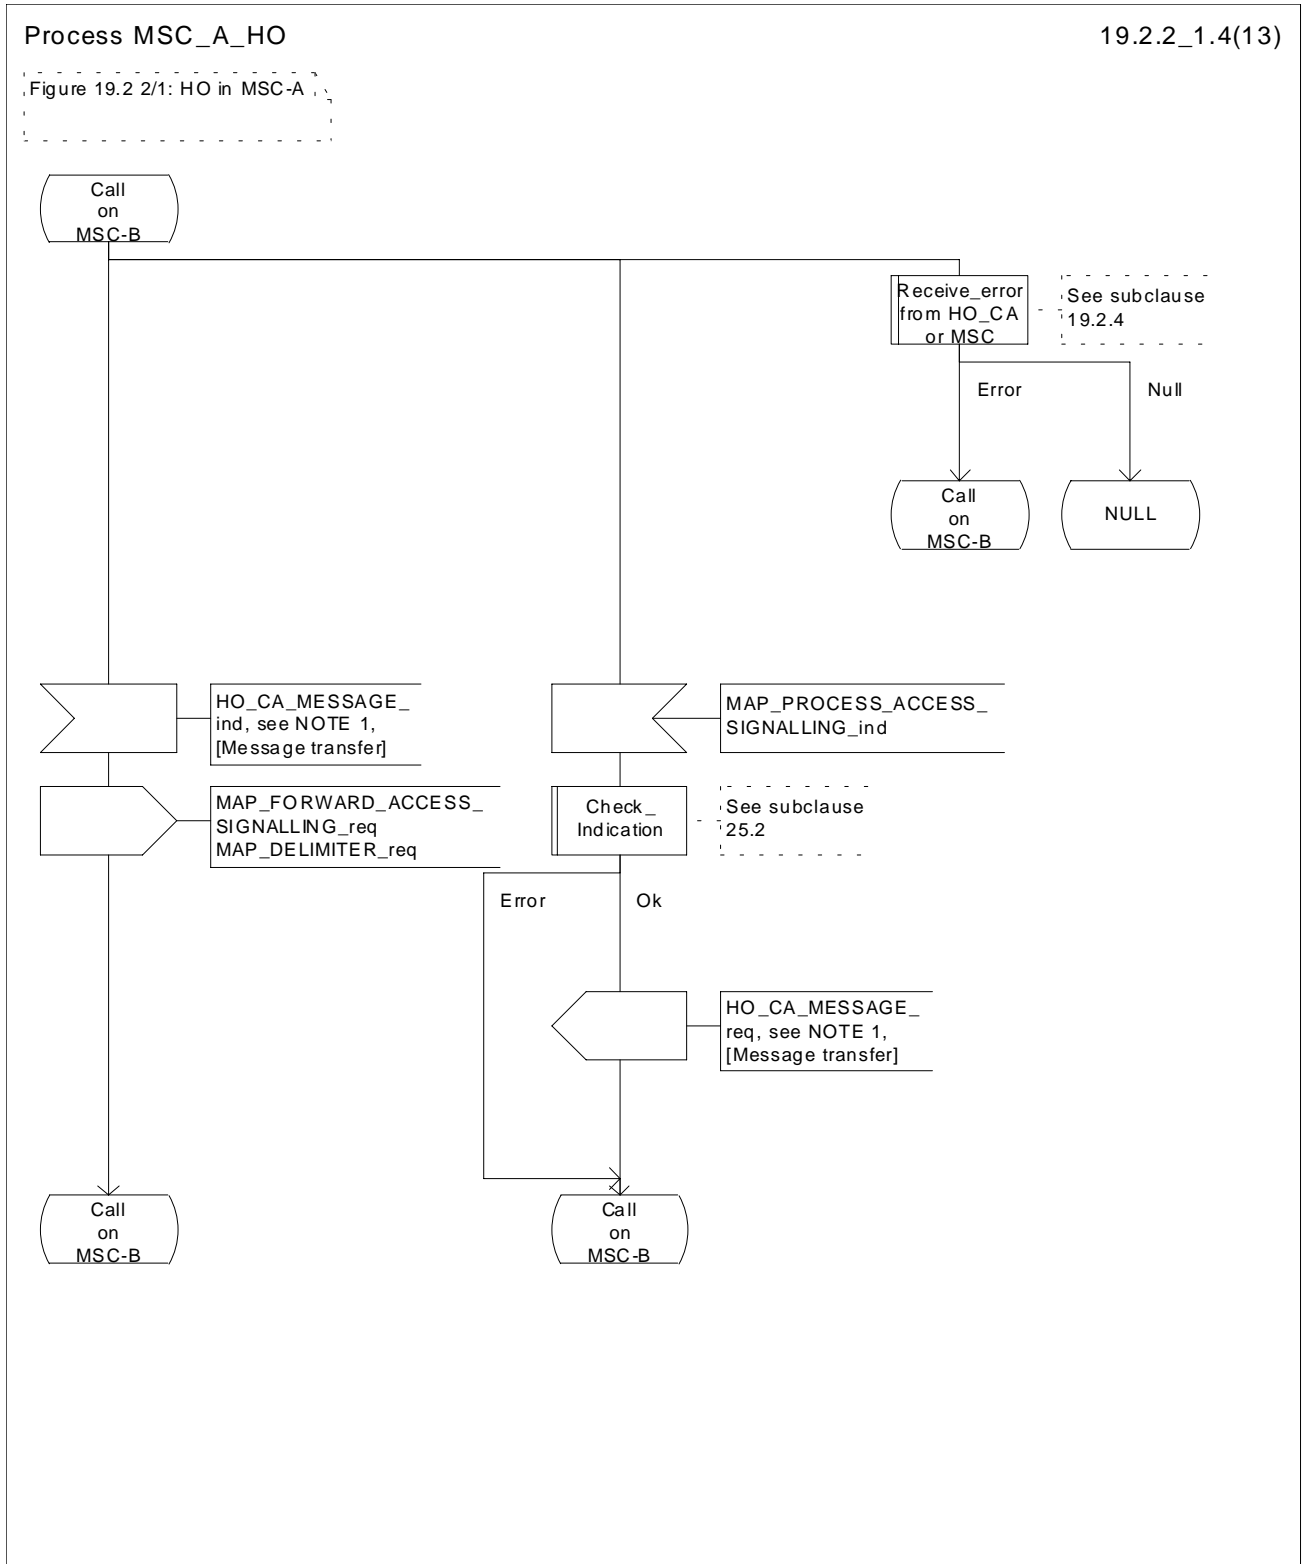 Process MSC_A_HO
19.2.2_1.4(13)
Figure 19.2 2/1: HO in MSC-A
Call
on
MSC-B
Receive_error
from HO_CA
or MSC
See subclause
19.2.4
Error
Null
Call
on
MSC-B
NULL
HO_CA_MESSAGE_
ind, see NOTE 1,
[Message transfer]
MAP_PROCESS_ACCESS_
SIGNALLING_ind
MAP_FORWARD_ACCESS_
SIGNALLING_req
MAP_DELIMITER_req
Check_
Indication
See subclause
25.2
Error
Ok
HO_CA_MESSAGE_
req, see NOTE 1,
[Message transfer]
Call
on
MSC-B
Call
on
MSC-B